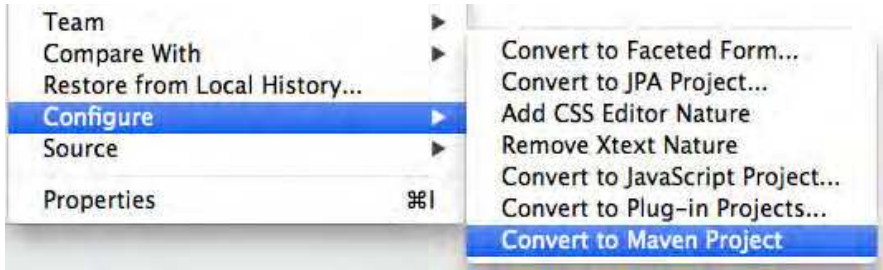 Team
Compare With
Restore from Local History...
Configure
Source
Properties ⌘I
Convert to Faceted Form...
Convert to JPA Project...
Add CSS Editor Nature
Remove Xtext Nature
Convert to JavaScript Project...
Convert to Plug-in Projects...
Convert to Maven Project